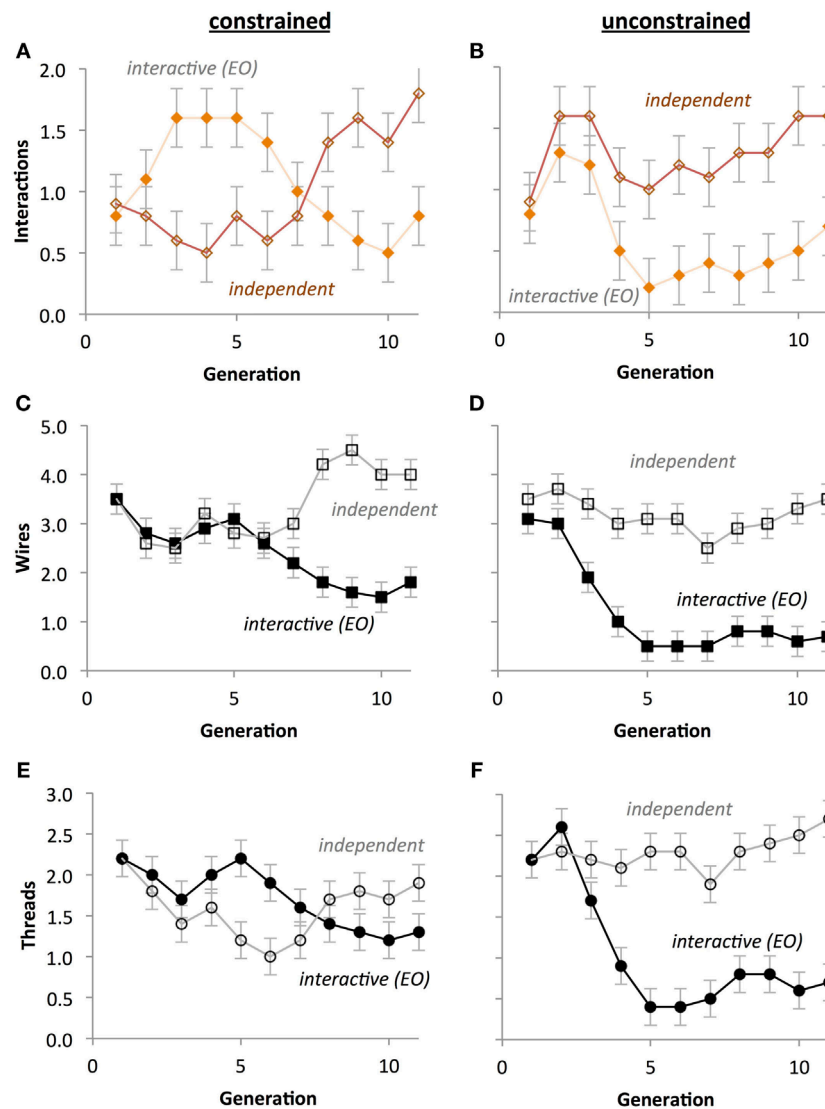 constrained unconstrained
A B
interactive (EO)
independent
2.0
1.5
1.0
0.5
0.0
Interactions
independent
interactive (EO)
0 5 10 0 5 10
Generation Generation
C D
5.0
4.0
3.0
2.0
1.0
0.0
Wires
independent
independent
interactive (EO)
interactive (EO)
0 5 10 0 5 10
Generation Generation
E F
3.0
2.5
2.0
1.5
1.0
0.5
0.0
Threads
independent
independent
interactive (EO)
interactive (EO)
0 5 10 0 5 10
Generation Generation